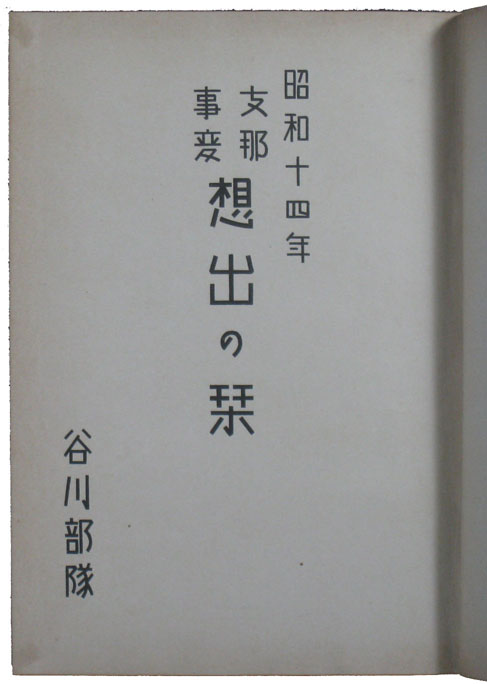 昭和十四年
支那
事変
想出の栞
谷川部隊